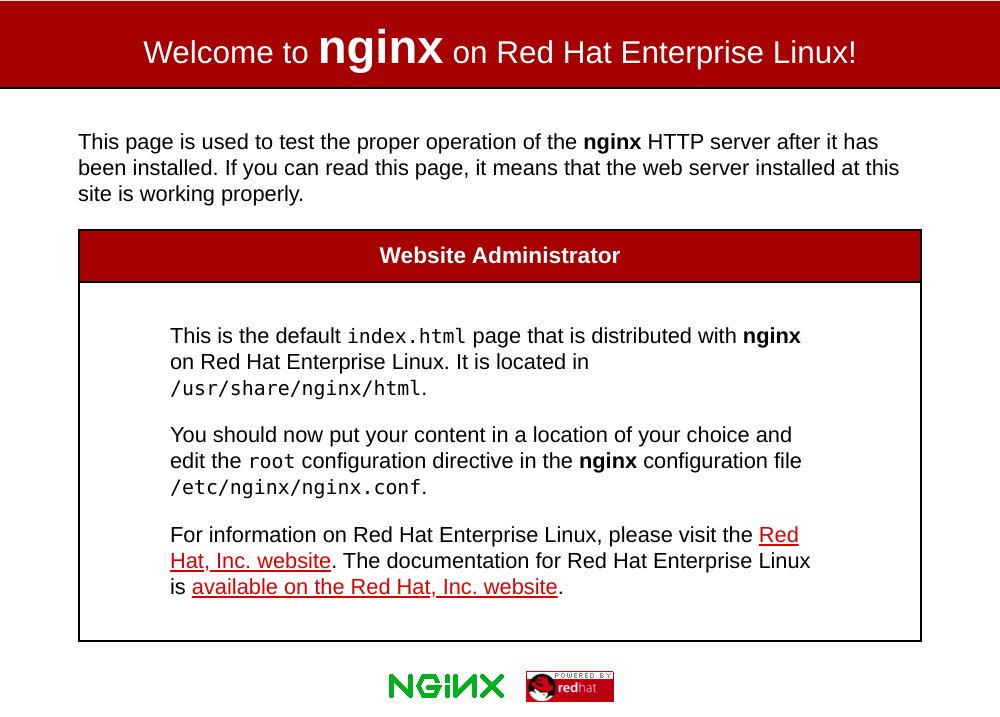 Welcome to nginx on Red Hat Enterprise Linux!
This page is used to test the proper operation of the nginx HTTP server after it has
been installed. If you can read this page, it means that the web server installed at this
site is working properly.
Website Administrator
This is the default index.html page that is distributed with nginx
on Red Hat Enterprise Linux. It is located in
/usr/share/nginx/html.
You should now put your content in a location of your choice and
edit the root configuration directive in the nginx configuration file
/etc/nginx/nginx.conf.
For information on Red Hat Enterprise Linux, please visit the Red
Hat, Inc. website. The documentation for Red Hat Enterprise Linux
is available on the Red Hat, Inc. website.
NGiNX
POWERED BY
redhat